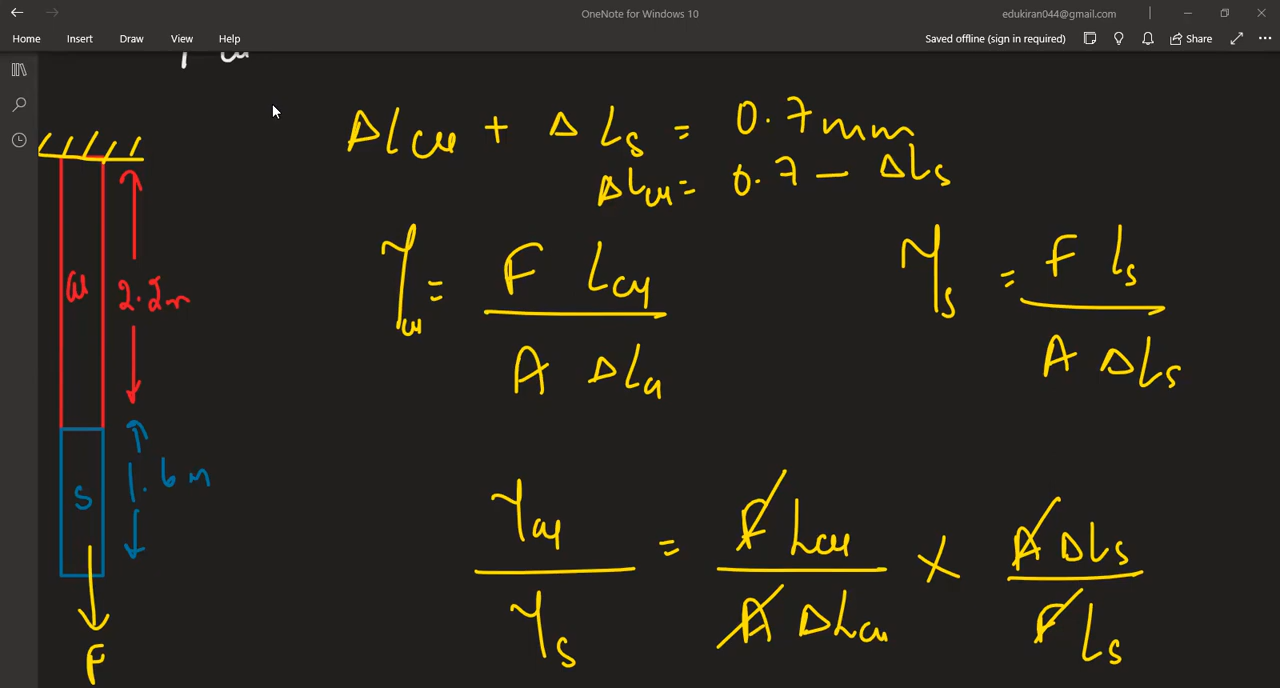 OneNote for Windows 10
edukiran044@gmail.com
Home Insert Draw View Help
Saved offline (sign in required)
Share
ΔLcu + ΔLs = 0.7mm
ΔLcu = 0.7 - ΔLs
Ycu = F Lcu / A ΔLcu
Ys = F Ls / A ΔLs
Ycu / Ys = F Lcu / A ΔLcu × A ΔLs / F Ls
cu
2.2m
S
1.6m
F